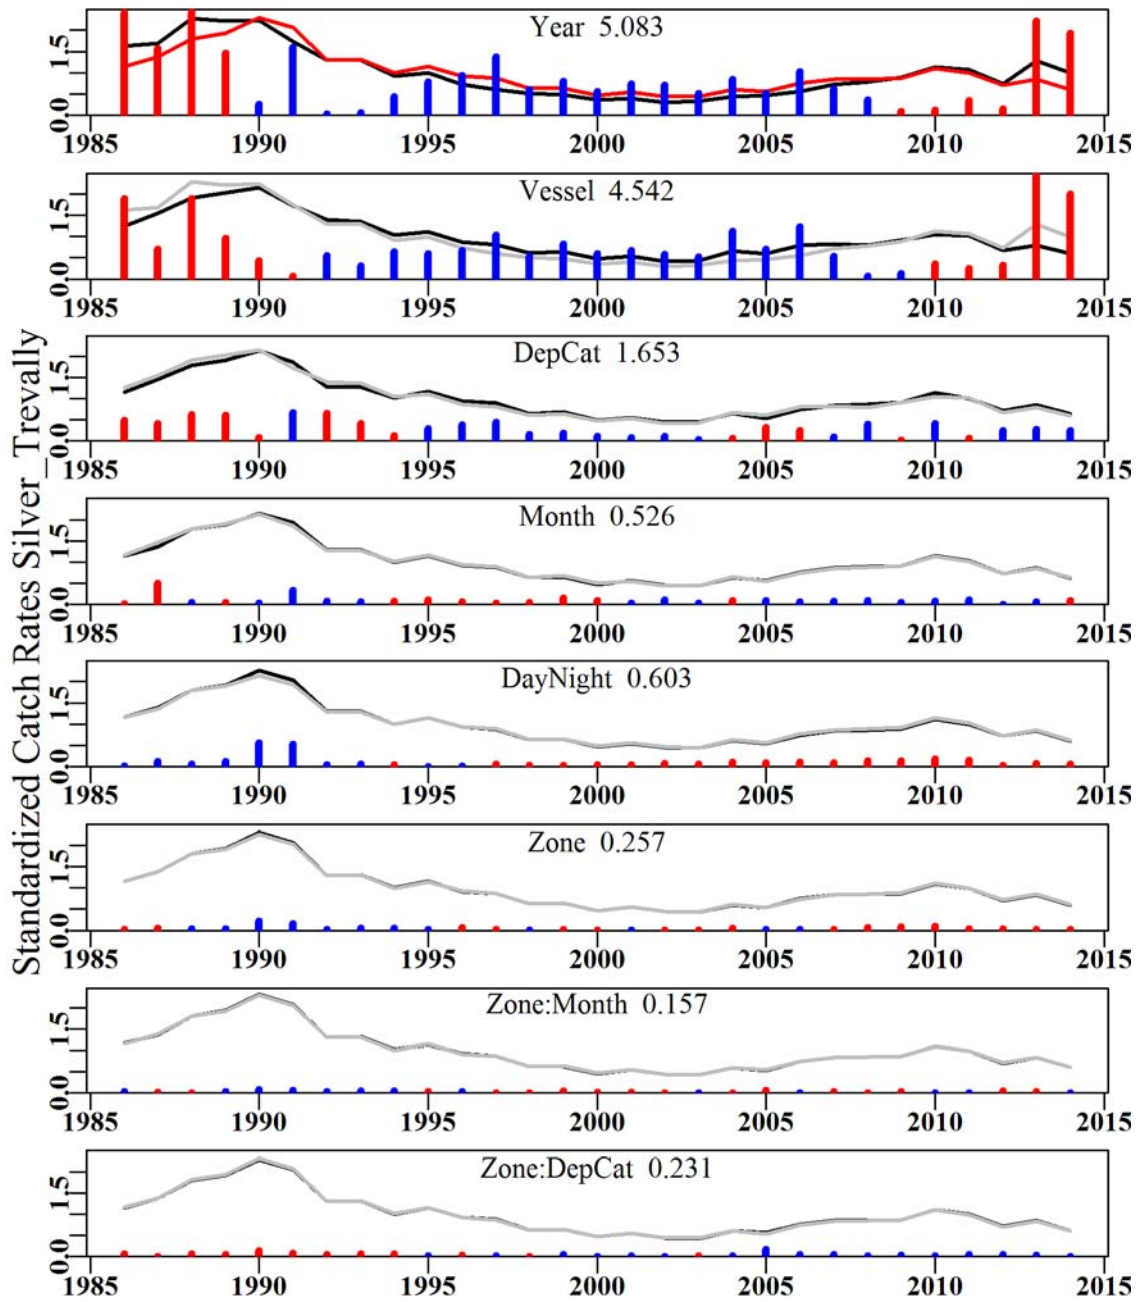 Standardized Catch Rates Silver_Trevally
Year 5.083
0.0 1.5
1985 1990 1995 2000 2005 2010 2015
Vessel 4.542
0.0 1.5
1985 1990 1995 2000 2005 2010 2015
DepCat 1.653
0.0 1.5
1985 1990 1995 2000 2005 2010 2015
Month 0.526
0.0 1.5
1985 1990 1995 2000 2005 2010 2015
DayNight 0.603
0.0 1.5
1985 1990 1995 2000 2005 2010 2015
Zone 0.257
0.0 1.5
1985 1990 1995 2000 2005 2010 2015
Zone:Month 0.157
0.0 1.5
1985 1990 1995 2000 2005 2010 2015
Zone:DepCat 0.231
0.0 1.5
1985 1990 1995 2000 2005 2010 2015